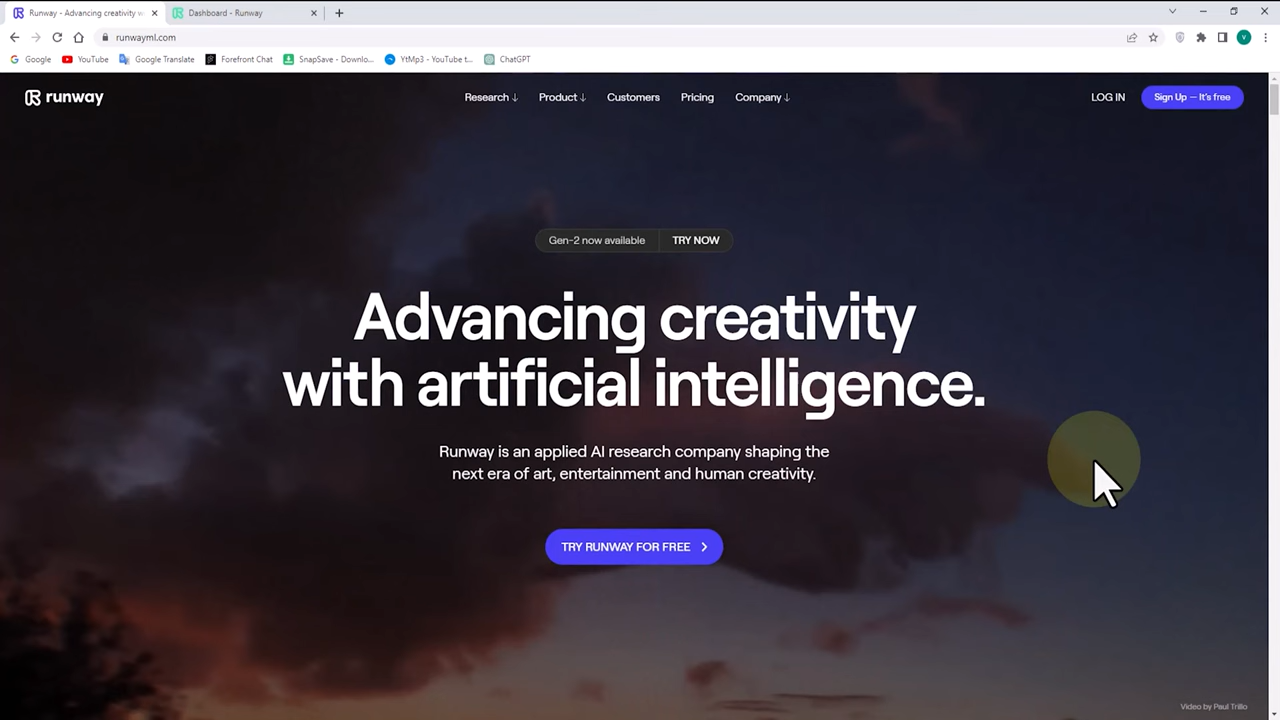 Runway - Advancing creativity w
Dashboard - Runway
runwayml.com
Google
YouTube
Google Translate
Forefront Chat
SnapSave - Downlo...
YtMp3 - YouTube t...
ChatGPT
runway
Research ↓
Product ↓
Customers
Pricing
Company ↓
LOG IN
Sign Up — It's free
Gen-2 now available
TRY NOW
Advancing creativity
with artificial intelligence.
Runway is an applied AI research company shaping the
next era of art, entertainment and human creativity.
TRY RUNWAY FOR FREE
Video by Paul Trillo